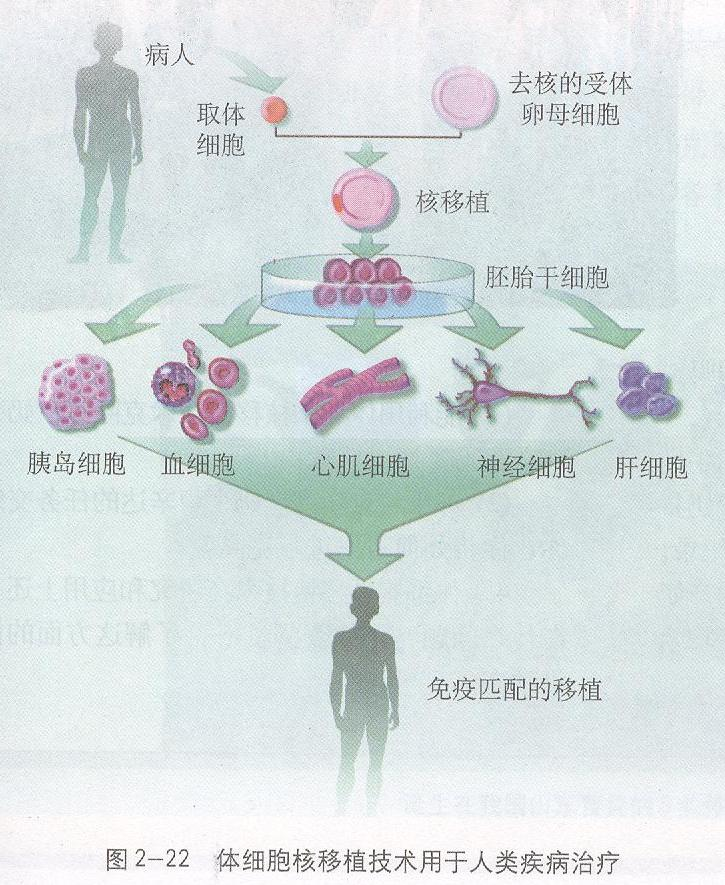 病人
取体
细胞
去核的受体
卵母细胞
核移植
胚胎干细胞
胰岛细胞
血细胞
心肌细胞
神经细胞
肝细胞
免疫匹配的移植
图 2-22 体细胞核移植技术用于人类疾病治疗